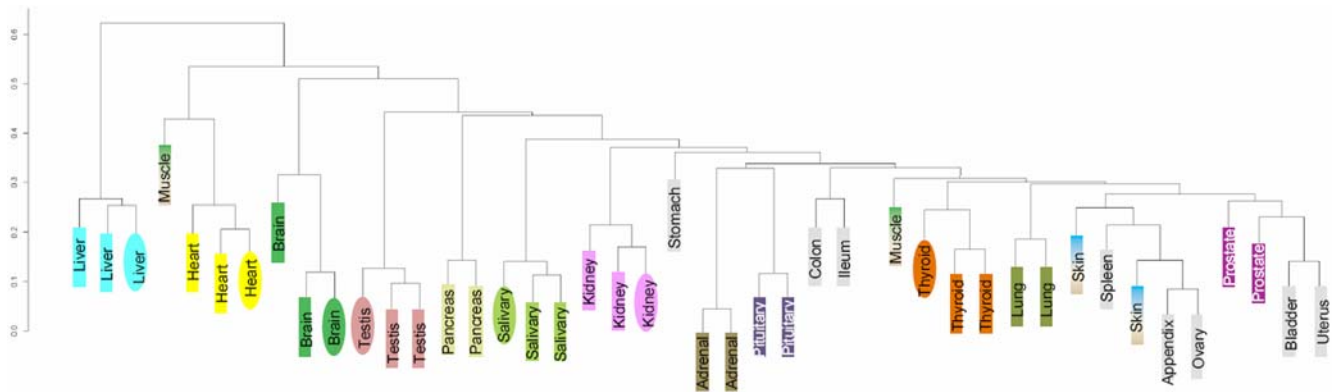 0.6
0.5
0.4
0.3
0.2
0.1
0.0
Liver
Liver
Liver
Muscle
Heart
Heart
Heart
Brain
Brain
Brain
Testis
Testis
Testis
Pancreas
Pancreas
Salivary
Salivary
Salivary
Kidney
Kidney
Kidney
Stomach
Adrenal
Adrenal
Pituitary
Pituitary
Colon
Ileum
Muscle
Thyroid
Thyroid
Thyroid
Lung
Lung
Skin
Spleen
Skin
Appendix
Ovary
Prostate
Prostate
Bladder
Uterus